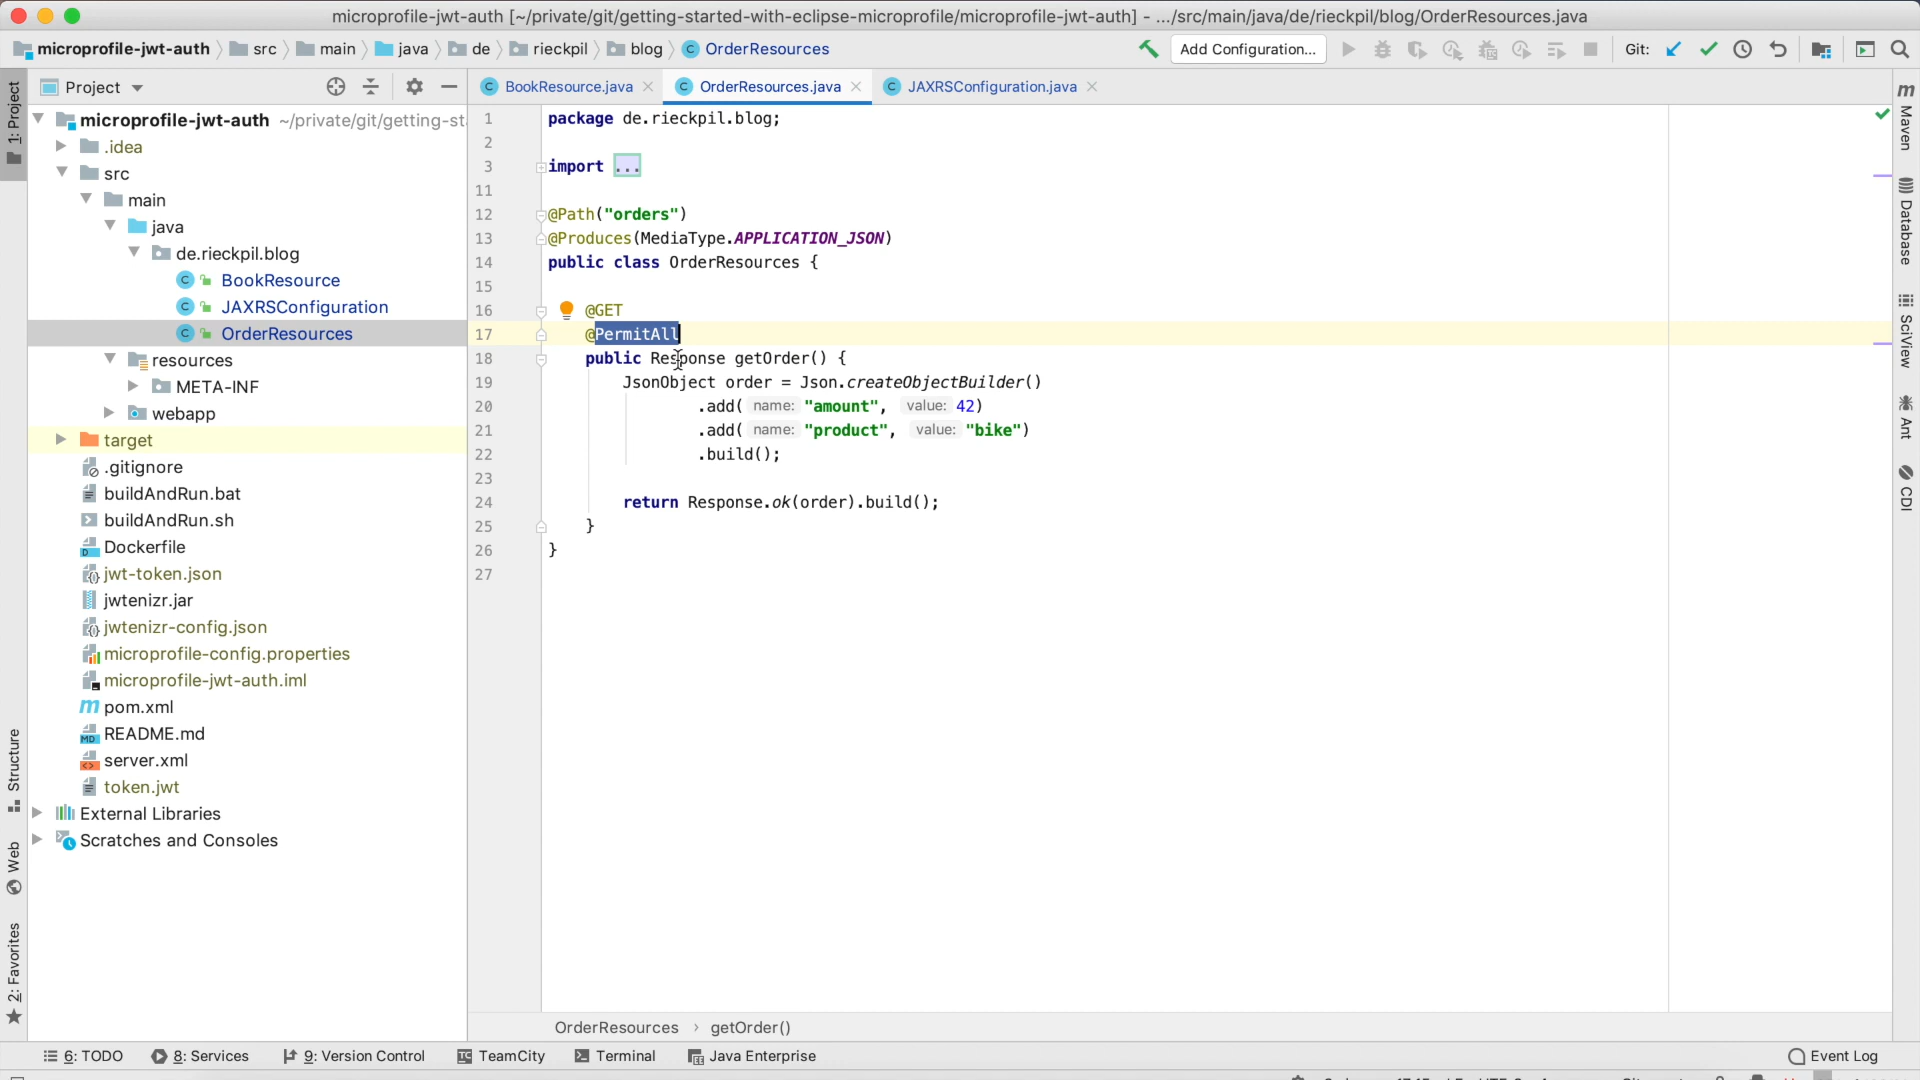 microprofile-jwt-auth [~/private/git/getting-started-with-eclipse-microprofile/microprofile-jwt-auth] - .../src/main/java/de/rieckpil/blog/OrderResources.java
microprofile-jwt-auth src main java de rieckpil blog OrderResources Add Configuration... Git:
Project BookResource.java OrderResources.java JAXRSConfiguration.java
1: Project
Structure
Web
2: Favorites
microprofile-jwt-auth ~/private/git/getting-st
.idea
src
main
java
de.rieckpil.blog
BookResource
JAXRSConfiguration
OrderResources
resources
META-INF
webapp
target
.gitignore
buildAndRun.bat
buildAndRun.sh
Dockerfile
jwt-token.json
jwtenizr.jar
jwtenizr-config.json
microprofile-config.properties
microprofile-jwt-auth.iml
pom.xml
README.md
server.xml
token.jwt
External Libraries
Scratches and Consoles
1 package de.rieckpil.blog;
2
3 import ...
11
12 @Path("orders")
13 @Produces(MediaType.APPLICATION_JSON)
14 public class OrderResources {
15
16 @GET
17 @PermitAll
18 public Response getOrder() {
19 JsonObject order = Json.createObjectBuilder()
20 .add( name: "amount", value: 42)
21 .add( name: "product", value: "bike")
22 .build();
23
24 return Response.ok(order).build();
25 }
26 }
27
Maven
Database
SciView
Ant
CDI
OrderResources › getOrder()
6: TODO 8: Services 9: Version Control TeamCity Terminal Java Enterprise Event Log